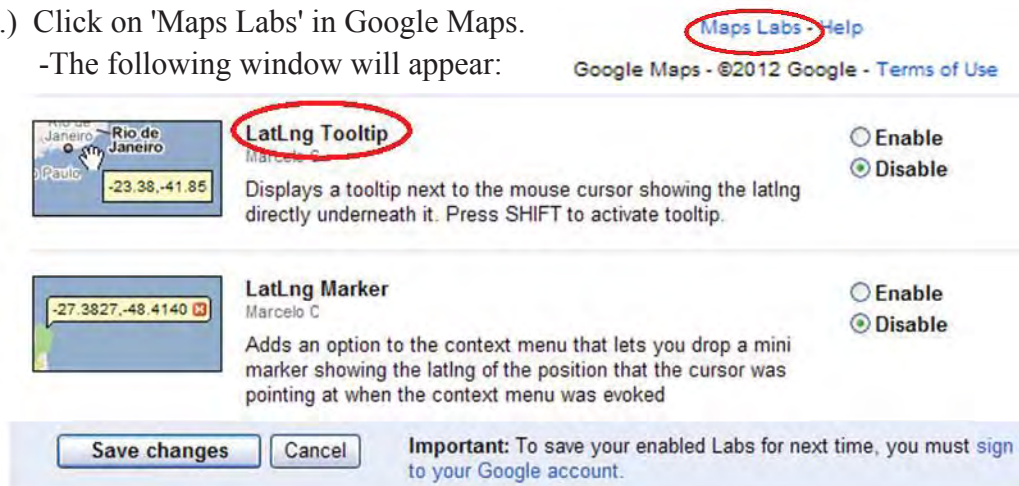 .) Click on 'Maps Labs' in Google Maps.
-The following window will appear:
Maps Labs - Help
Google Maps - ©2012 Google - Terms of Use
Janeiro Rio de
Janeiro
Paulo
-23.38,-41.85
LatLng Tooltip
Marcelo C
Displays a tooltip next to the mouse cursor showing the latlng
directly underneath it. Press SHIFT to activate tooltip.
Enable
Disable
-27.3827,-48.4140
LatLng Marker
Marcelo C
Adds an option to the context menu that lets you drop a mini
marker showing the latlng of the position that the cursor was
pointing at when the context menu was evoked
Enable
Disable
Save changes
Cancel
Important: To save your enabled Labs for next time, you must sign
to your Google account.